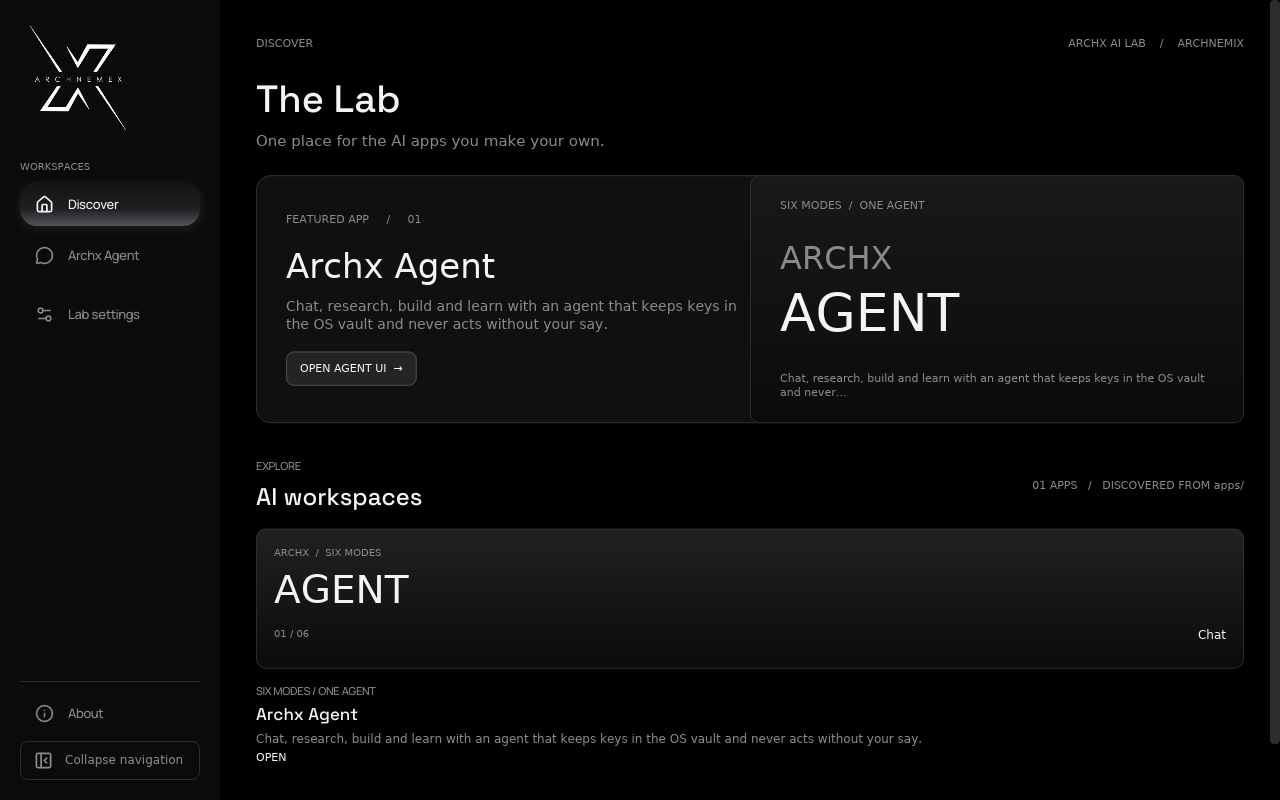 ARCHNEMEX
WORKSPACES
Discover
Archx Agent
Lab settings
About
Collapse navigation
DISCOVER
ARCHX AI LAB / ARCHNEMIX
The Lab
One place for the AI apps you make your own.
FEATURED APP / 01
Archx Agent
Chat, research, build and learn with an agent that keeps keys in
the OS vault and never acts without your say.
OPEN AGENT UI →
SIX MODES / ONE AGENT
ARCHX
AGENT
Chat, research, build and learn with an agent that keeps keys in the OS vault
and never…
EXPLORE
AI workspaces
01 APPS / DISCOVERED FROM apps/
ARCHX / SIX MODES
AGENT
01 / 06
Chat
SIX MODES / ONE AGENT
Archx Agent
Chat, research, build and learn with an agent that keeps keys in the OS vault and never acts without your say.
OPEN